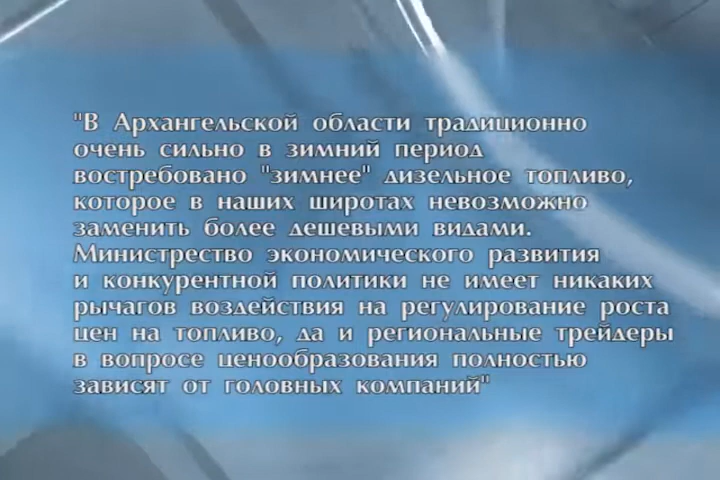 "В Архангельской области традиционно
очень сильно в зимний период
востребовано "зимнее" дизельное топливо,
которое в наших широтах невозможно
заменить более дешевыми видами.
Министрество экономического развития
и конкурентной политики не имеет никаких
рычагов воздействия на регулирование роста
цен на топливо, да и региональные трейдеры
в вопросе ценообразования полностью
зависят от головных компаний"